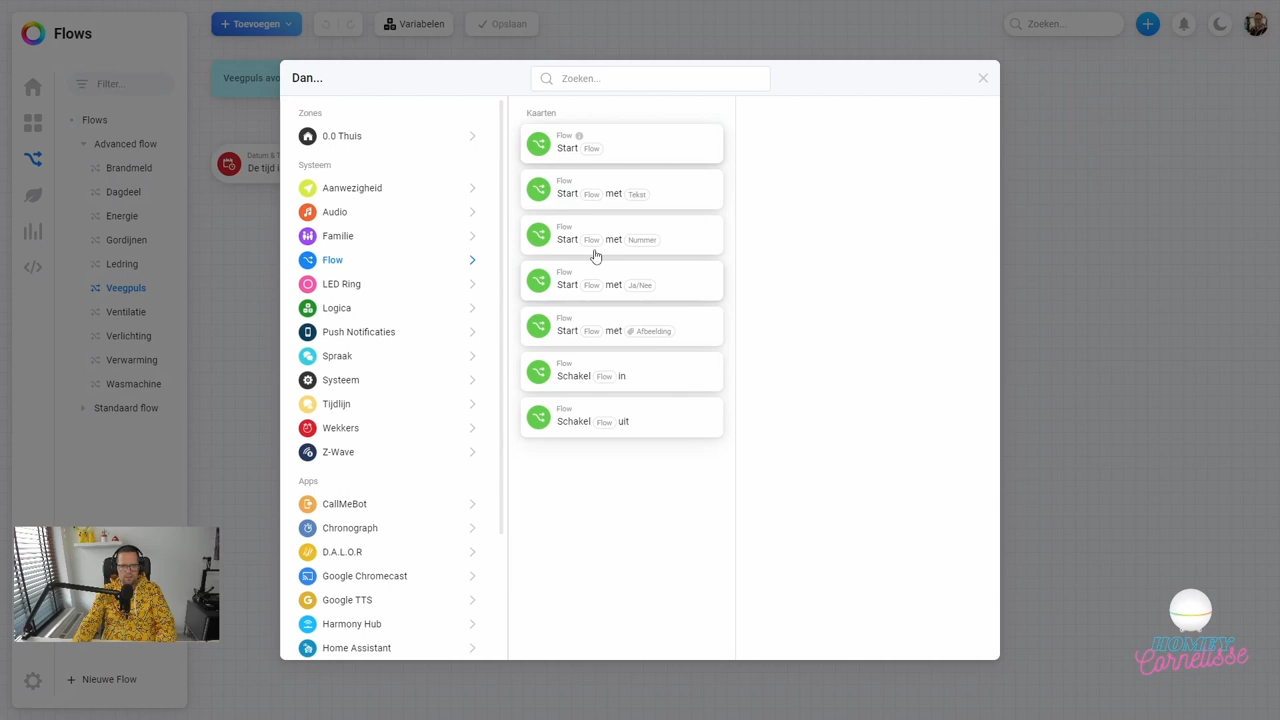 Flows
Filter...
Flows
Advanced flow
Brandmeld
Dagdeel
Energie
Gordijnen
Ledring
Veegpuls
Ventilatie
Verlichting
Verwarming
Wasmachine
Standaard flow
Nieuwe Flow
Toevoegen
Variabelen
Opslaan
Zoeken...
Veegpuls avo
Datum & T
De tijd i
Dan...
Zoeken...
Zones
0.0 Thuis
Systeem
Aanwezigheid
Audio
Familie
Flow
LED Ring
Logica
Push Notificaties
Spraak
Systeem
Tijdlijn
Wekkers
Z-Wave
Apps
CallMeBot
Chronograph
D.A.L.O.R
Google Chromecast
Google TTS
Harmony Hub
Home Assistant
Kaarten
Flow
Start Flow
Flow
Start Flow met Tekst
Flow
Start Flow met Nummer
Flow
Start Flow met Ja/Nee
Flow
Start Flow met Afbeelding
Flow
Schakel Flow in
Flow
Schakel Flow uit
HOMEY
Cornelisse